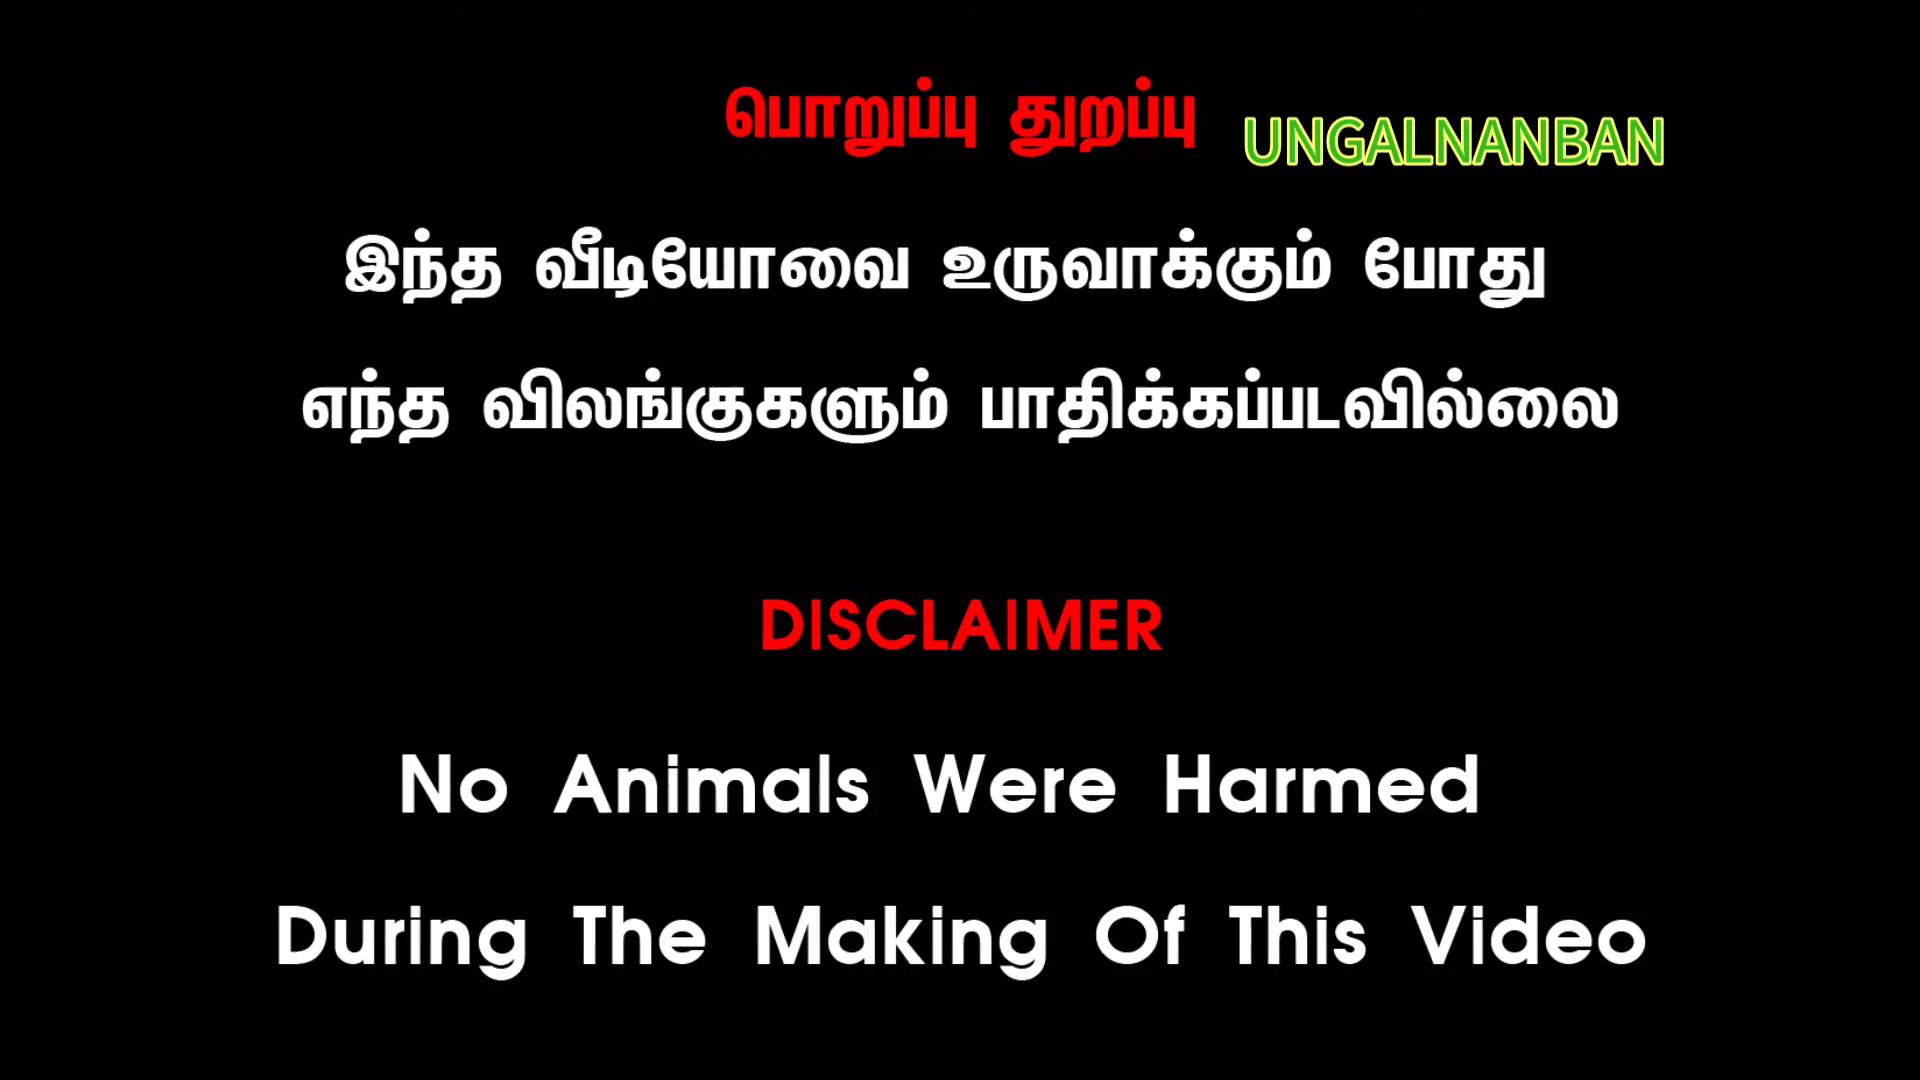 பொறுப்பு துறப்பு
UNGALNANBAN
இந்த வீடியோவை உருவாக்கும் போது
எந்த விலங்குகளும் பாதிக்கப்படவில்லை
DISCLAIMER
No Animals Were Harmed
During The Making Of This Video